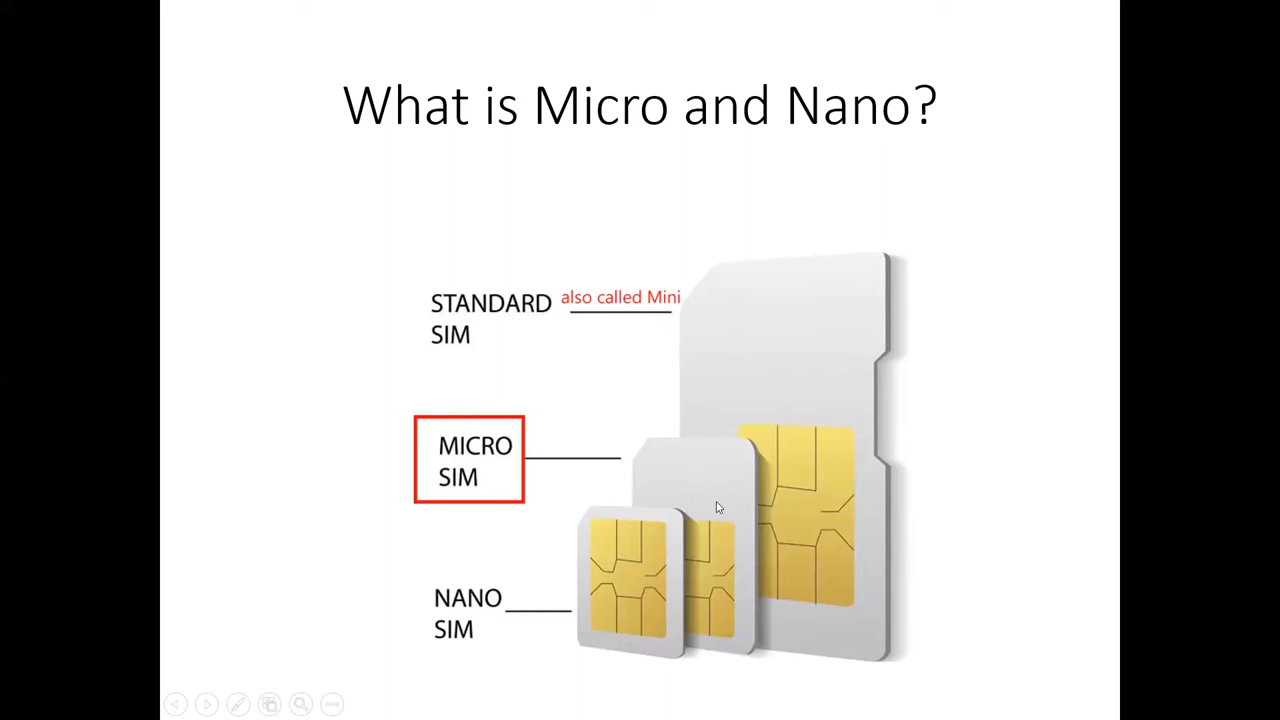 What is Micro and Nano?
STANDARD also called Mini
SIM
MICRO
SIM
NANO
SIM